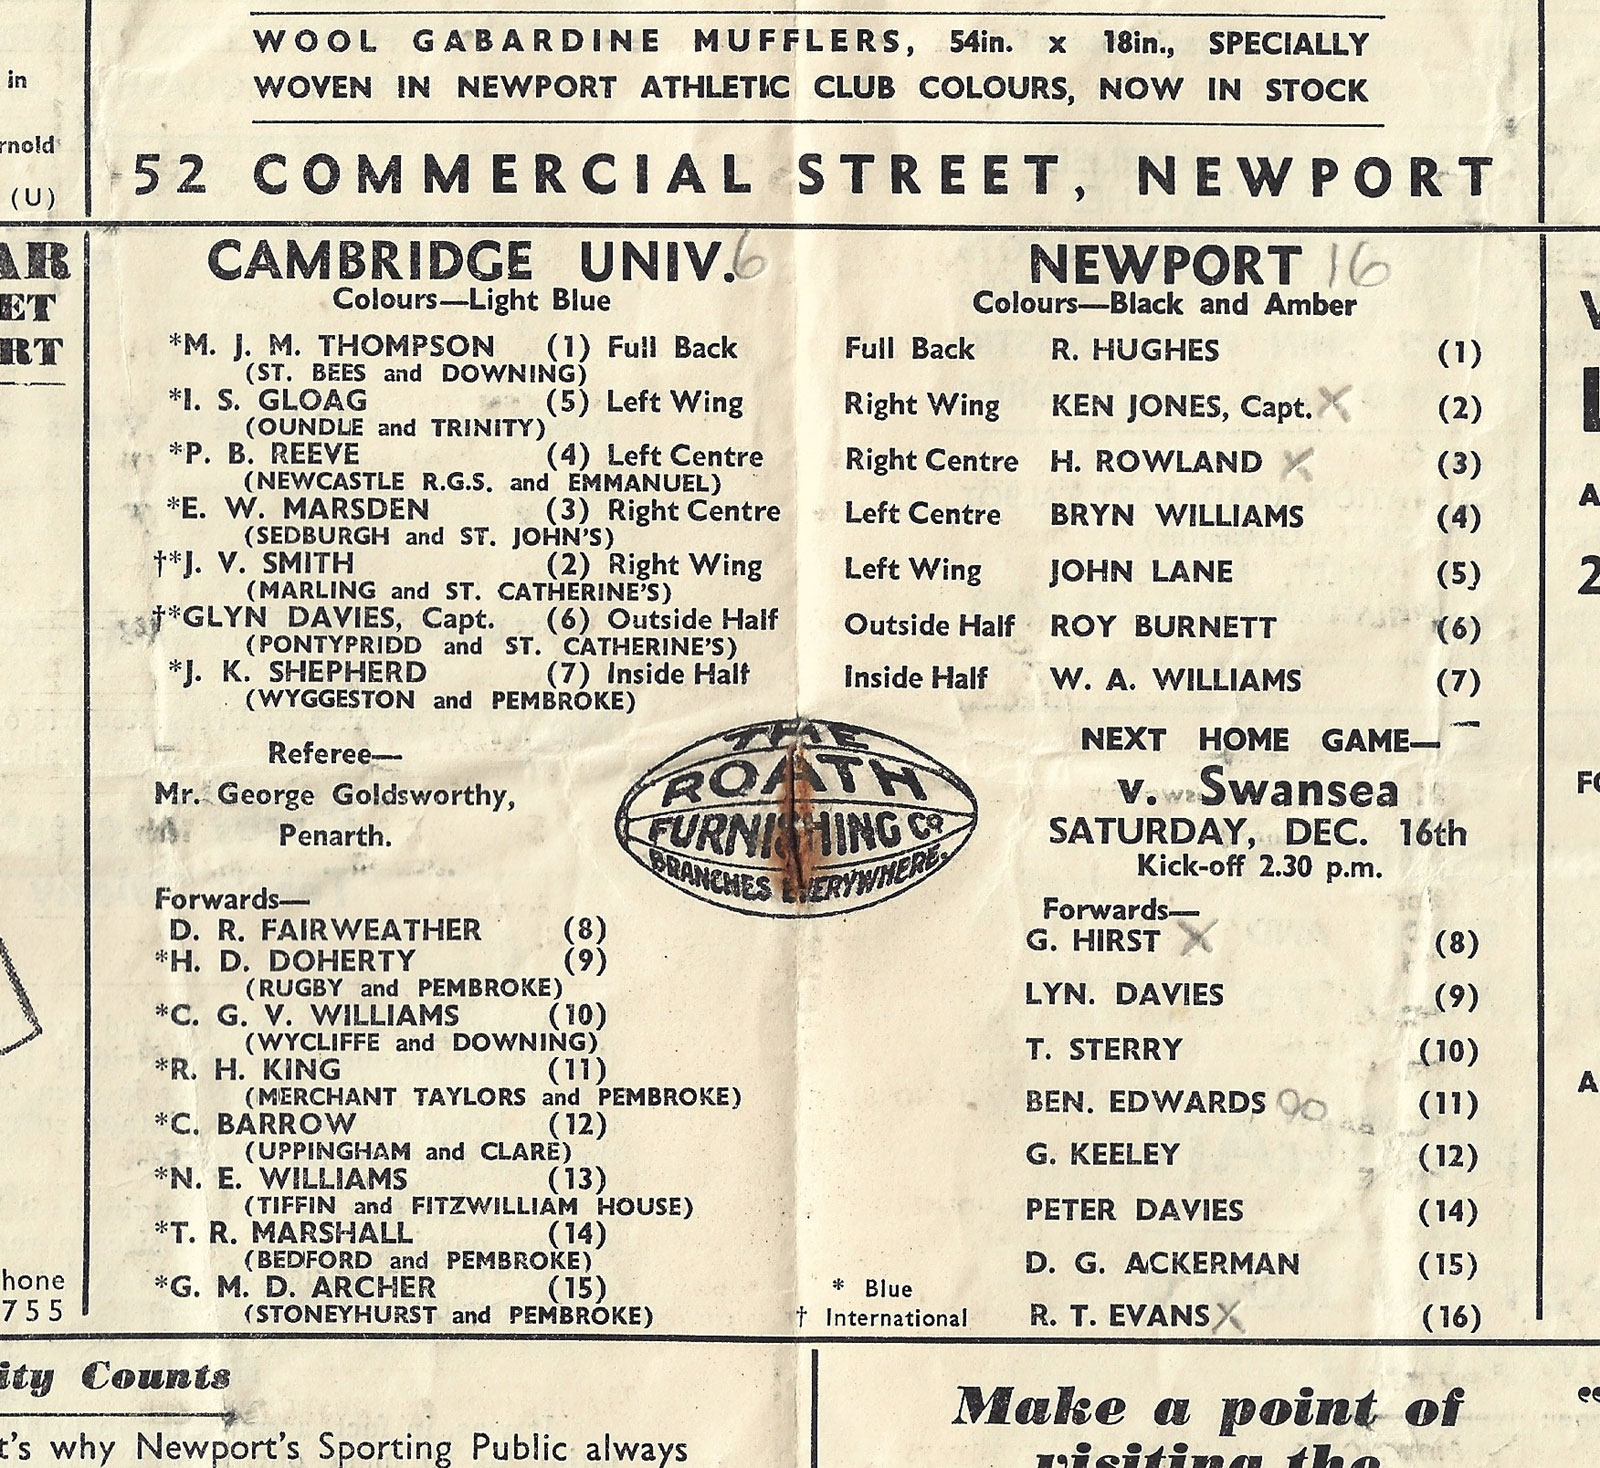 WOOL GABARDINE MUFFLERS, 54in. x 18in., SPECIALLY
WOVEN IN NEWPORT ATHLETIC CLUB COLOURS, NOW IN STOCK
52 COMMERCIAL STREET, NEWPORT
in
rnold
(U)
AR
ET
RT
hone
755
CAMBRIDGE UNIV. 6
Colours—Light Blue
*M. J. M. THOMPSON (1) Full Back
(ST. BEES and DOWNING)
*I. S. GLOAG (5) Left Wing
(OUNDLE and TRINITY)
*P. B. REEVE (4) Left Centre
(NEWCASTLE R.G.S. and EMMANUEL)
*E. W. MARSDEN (3) Right Centre
(SEDBURGH and ST. JOHN'S)
†*J. V. SMITH (2) Right Wing
(MARLING and ST. CATHERINE'S)
†*GLYN DAVIES, Capt. (6) Outside Half
(PONTYPRIDD and ST. CATHERINE'S)
*J. K. SHEPHERD (7) Inside Half
(WYGGESTON and PEMBROKE)
Referee—
Mr. George Goldsworthy,
Penarth.
Forwards—
D. R. FAIRWEATHER (8)
*H. D. DOHERTY (9)
(RUGBY and PEMBROKE)
*C. G. V. WILLIAMS (10)
(WYCLIFFE and DOWNING)
*R. H. KING (11)
(MERCHANT TAYLORS and PEMBROKE)
*C. BARROW (12)
(UPPINGHAM and CLARE)
*N. E. WILLIAMS (13)
(TIFFIN and FITZWILLIAM HOUSE)
*T. R. MARSHALL (14)
(BEDFORD and PEMBROKE)
*G. M. D. ARCHER (15)
(STONEYHURST and PEMBROKE)
THE
ROATH
FURNISHING Co
BRANCHES EVERYWHERE.
NEWPORT 16
Colours—Black and Amber
Full Back R. HUGHES (1)
Right Wing KEN JONES, Capt. X (2)
Right Centre H. ROWLAND X (3)
Left Centre BRYN WILLIAMS (4)
Left Wing JOHN LANE (5)
Outside Half ROY BURNETT (6)
Inside Half W. A. WILLIAMS (7)
NEXT HOME GAME—
v. Swansea
SATURDAY, DEC. 16th
Kick-off 2.30 p.m.
Forwards—
G. HIRST X (8)
LYN. DAVIES (9)
T. STERRY (10)
BEN. EDWARDS 00 (11)
G. KEELEY (12)
PETER DAVIES (14)
D. G. ACKERMAN (15)
R. T. EVANS X (16)
* Blue
† International
ity Counts
t's why Newport's Sporting Public always
Make a point of
visiting the